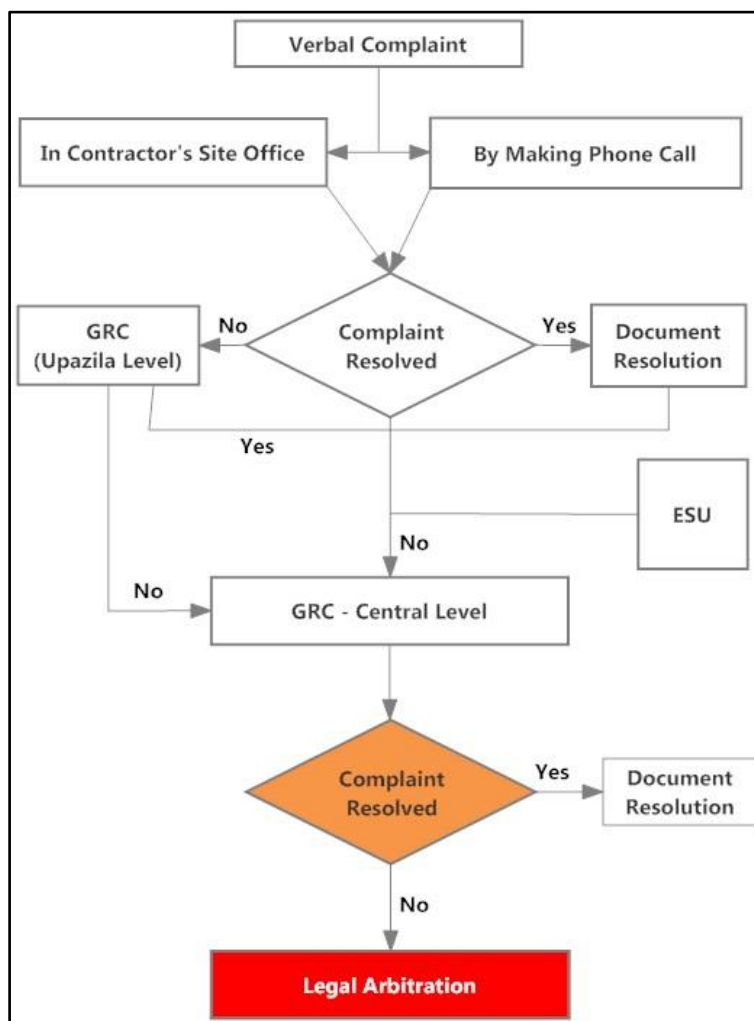 Verbal Complaint
In Contractor's Site Office
By Making Phone Call
No
Yes
GRC
(Upazila Level)
Complaint
Resolved
Document
Resolution
Yes
ESU
No
No
GRC - Central Level
Complaint
Resolved
Yes
Document
Resolution
No
Legal Arbitration